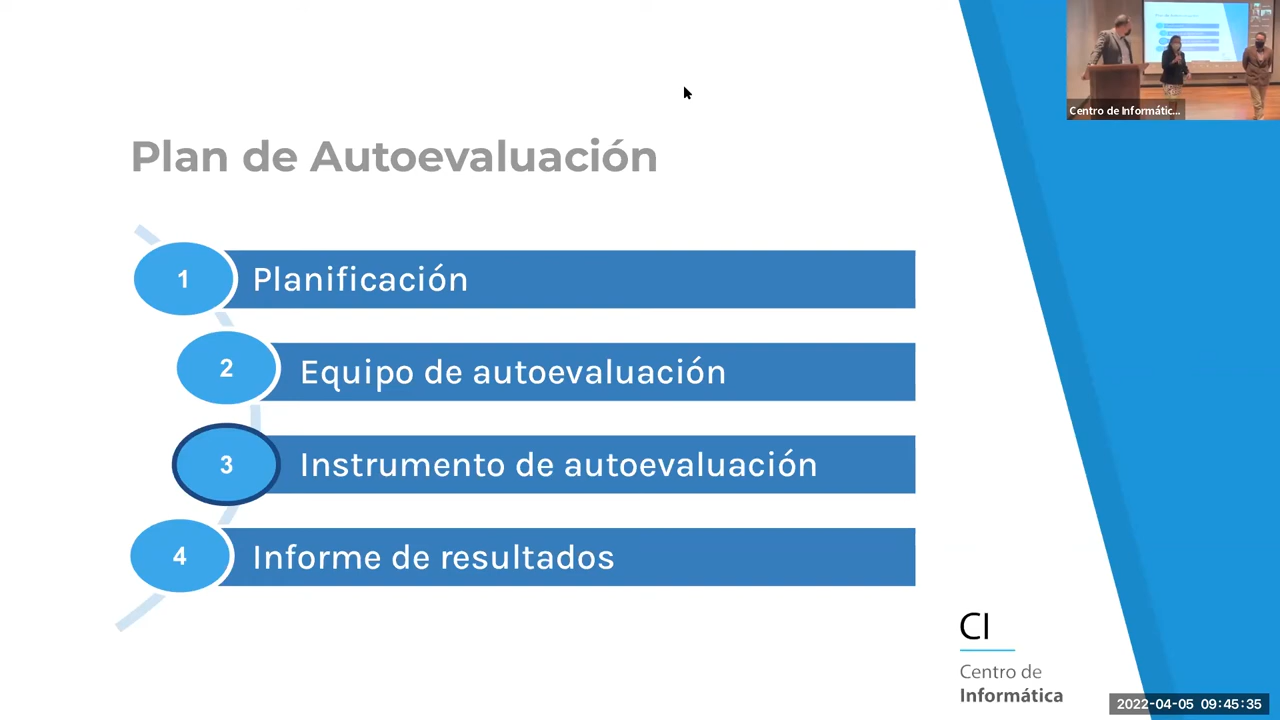 Plan de Autoevaluación
1
Planificación
2
Equipo de autoevaluación
3
Instrumento de autoevaluación
4
Informe de resultados
CI
Centro de
Informática
Centro de Informátic...
2022-04-05 09:45:35